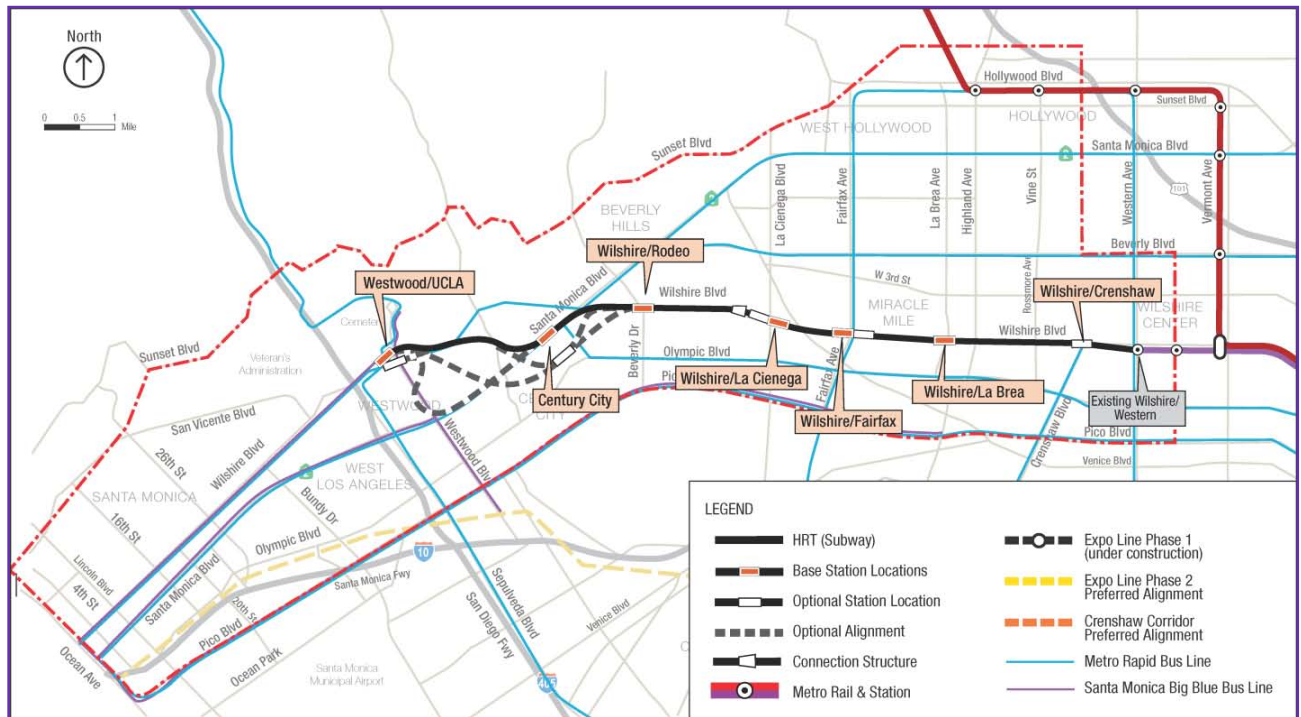 North
0 0.5 1
Mile
Hollywood Blvd
Sunset Blvd
HOLLYWOOD
WEST HOLLYWOOD
Santa Monica Blvd
2
Sunset Blvd
La Cienega Blvd
Fairfax Ave
La Brea Ave
Highland Ave
Vine St
Western Ave
Vermont Ave
101
BEVERLY
HILLS
Beverly Blvd
Wilshire/Rodeo
W 3rd St
Rossmore Ave
Westwood/UCLA
Santa Monica Blvd
Wilshire Blvd
MIRACLE
MILE
Wilshire/Crenshaw
WILSHIRE
CENTER
Wilshire Blvd
Sunset Blvd
Veteran's
Administration
Beverly Dr
Olympic Blvd
Wilshire/La Cienega
Fairfax Ave
Wilshire/La Brea
Existing Wilshire/
Western
Century City
Wilshire/Fairfax
WESTWOOD
CITY
San Vicente Blvd
Westwood Blv
Crenshaw Blvd
Pico Blvd
Venice Blvd
26th St
Wilshire Blvd
WEST
LOS ANGELES
Bundy Dr
SANTA MONICA
16th St
Olympic Blvd
10
Lincoln Blvd
4th St
Santa Monica Blvd
20th St
Santa Monica Fwy
Sepulveda Blvd
San Diego Fwy
Venice Blvd
Pico Blvd
Ocean Ave
Ocean Park
Santa Monica
Municipal Airport
405
LEGEND
HRT (Subway)
Base Station Locations
Optional Station Location
Optional Alignment
Connection Structure
Metro Rail & Station
Expo Line Phase 1
(under construction)
Expo Line Phase 2
Preferred Alignment
Crenshaw Corridor
Preferred Alignment
Metro Rapid Bus Line
Santa Monica Big Blue Bus Line